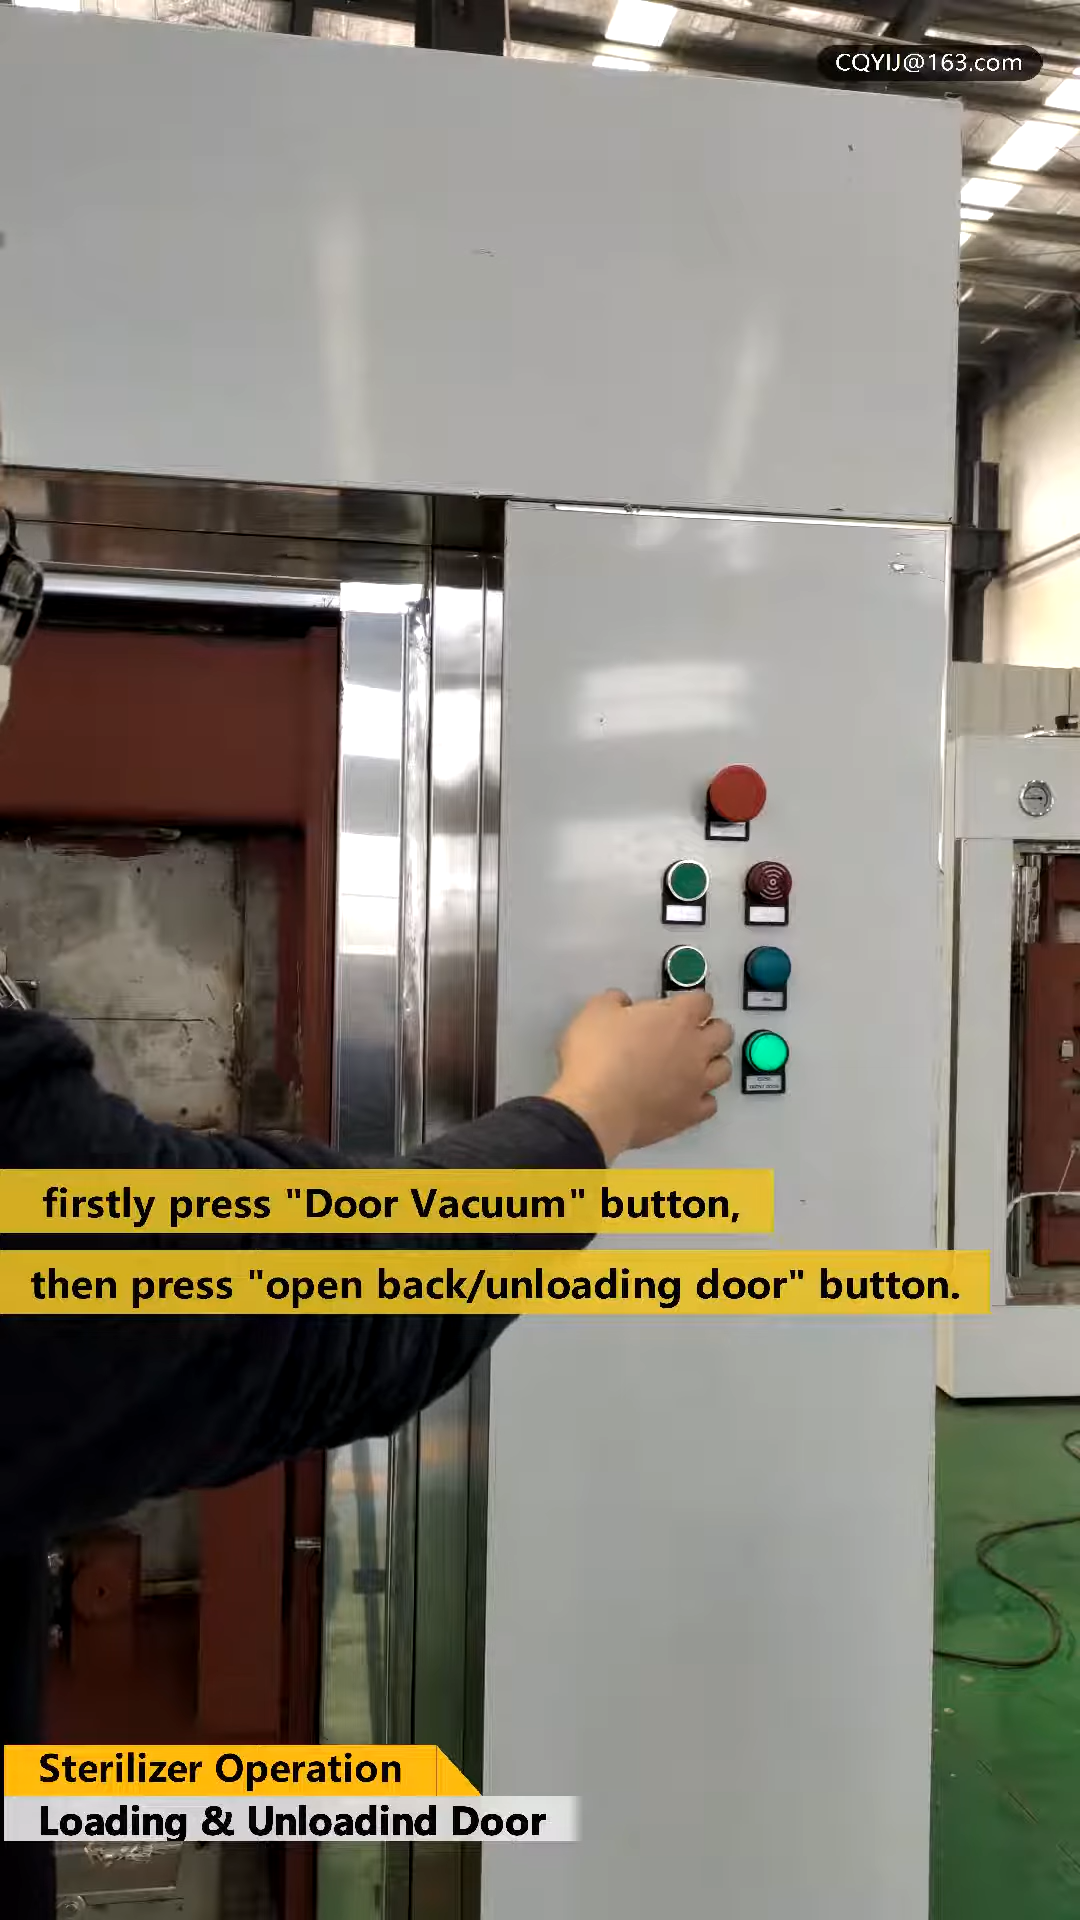 CQYIJ@163.com
firstly press "Door Vacuum" button,
then press "open back/unloading door" button.
Sterilizer Operation
Loading & Unloadind Door